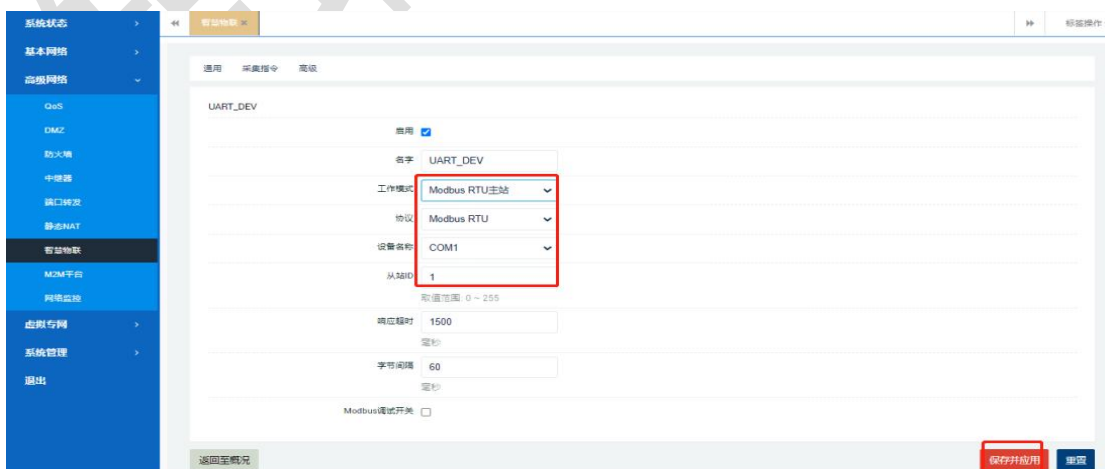 系统状态
智慧物联
标签操作
基本网络
高级网络
通用 采集指令 高级
QoS
UART_DEV
DMZ
启用
防火墙
名字 UART_DEV
中继器
工作模式 Modbus RTU主站
端口转发
协议 Modbus RTU
静态NAT
智慧物联
设备名称 COM1
M2M平台
从站ID 1
网络监控
取值范围: 0 ~ 255
虚拟专网
响应超时 1500
毫秒
系统管理
字节间隔 60
退出
毫秒
Modbus调试开关
返回至概况
保存并应用 重置